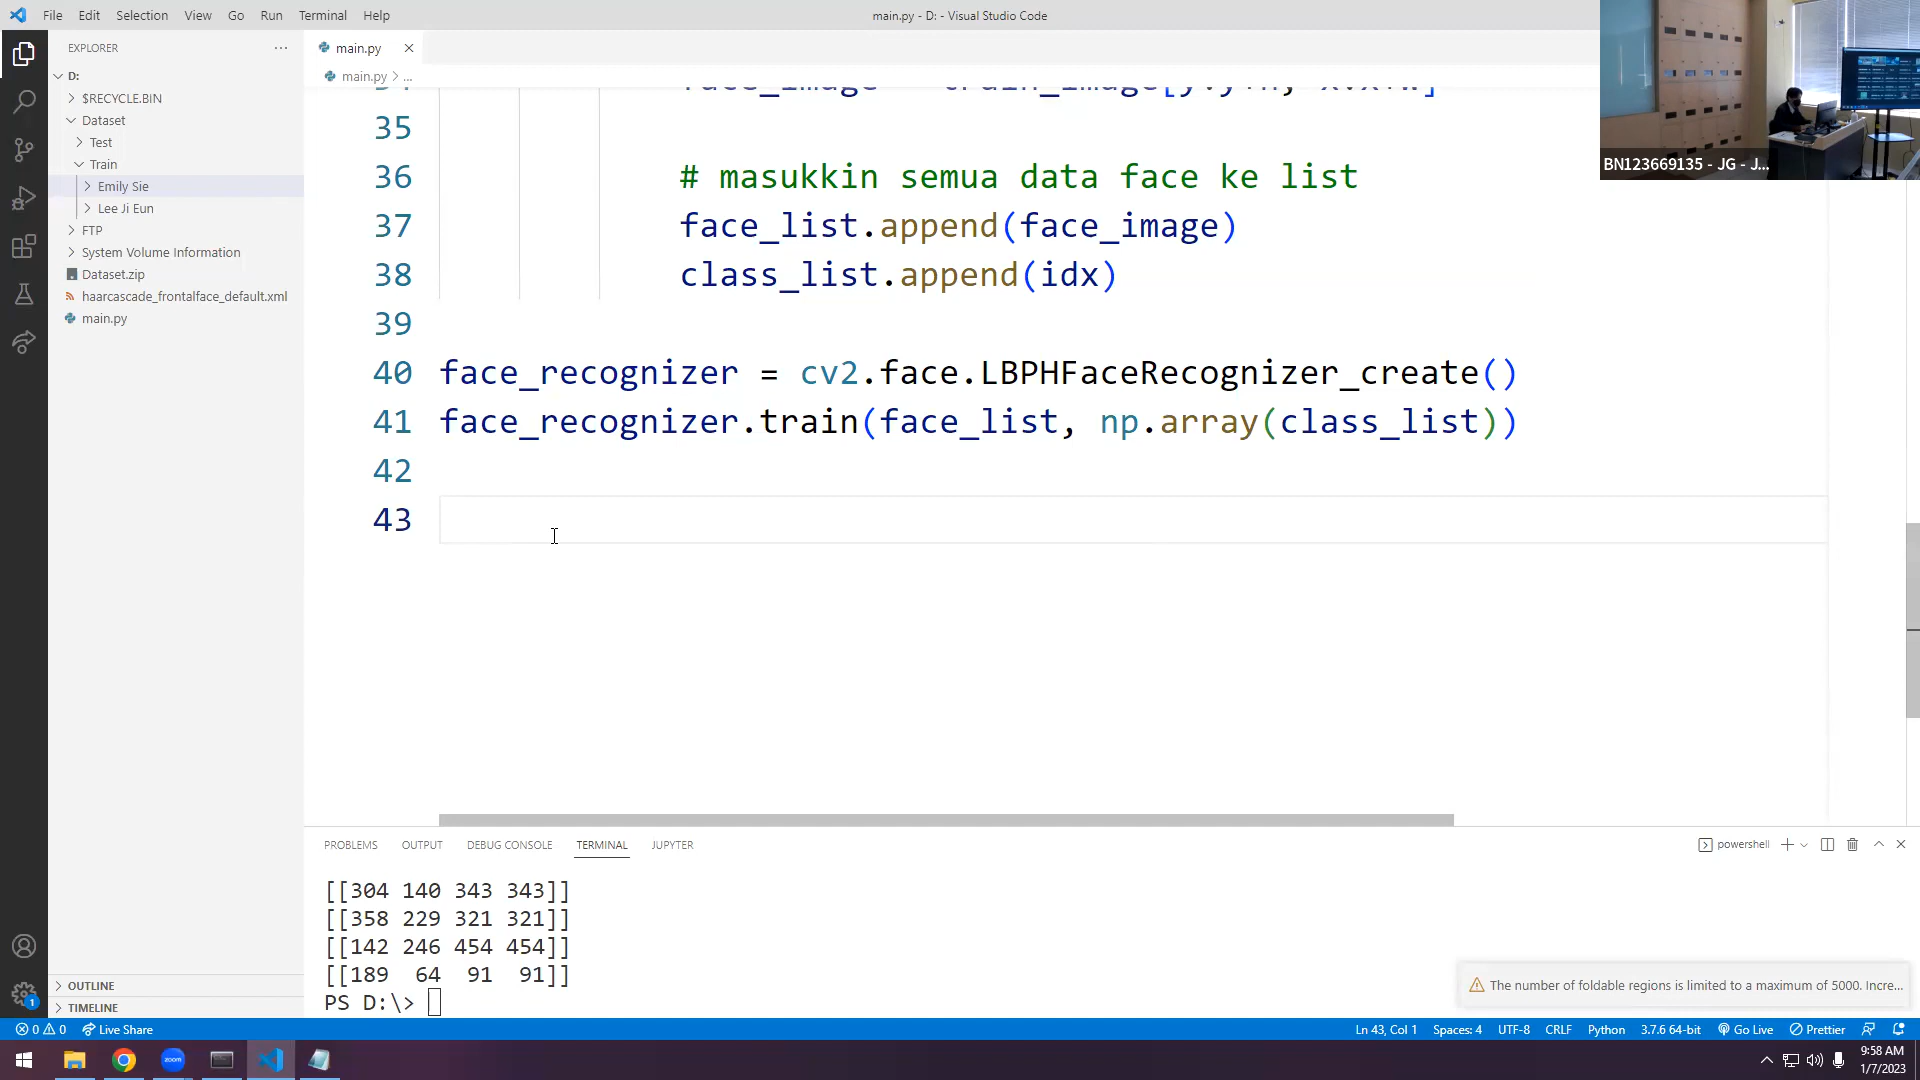 File Edit Selection View Go Run Terminal Help
main.py - D: - Visual Studio Code
EXPLORER
D:
$RECYCLE.BIN
Dataset
Test
Train
Emily Sie
Lee Ji Eun
FTP
System Volume Information
Dataset.zip
haarcascade_frontalface_default.xml
main.py
OUTLINE
TIMELINE
main.py
main.py > ...
35
36 # masukkin semua data face ke list
37 face_list.append(face_image)
38 class_list.append(idx)
39
40 face_recognizer = cv2.face.LBPHFaceRecognizer_create()
41 face_recognizer.train(face_list, np.array(class_list))
42
43
BN123669135 - JG - J...
PROBLEMS OUTPUT DEBUG CONSOLE TERMINAL JUPYTER
powershell
[[304 140 343 343]]
[[358 229 321 321]]
[[142 246 454 454]]
[[189 64 91 91]]
PS D:\>
The number of foldable regions is limited to a maximum of 5000. Incre...
1
0 0 Live Share
Ln 43, Col 1 Spaces: 4 UTF-8 CRLF Python 3.7.6 64-bit Go Live Prettier
zoom
9:58 AM
1/7/2023